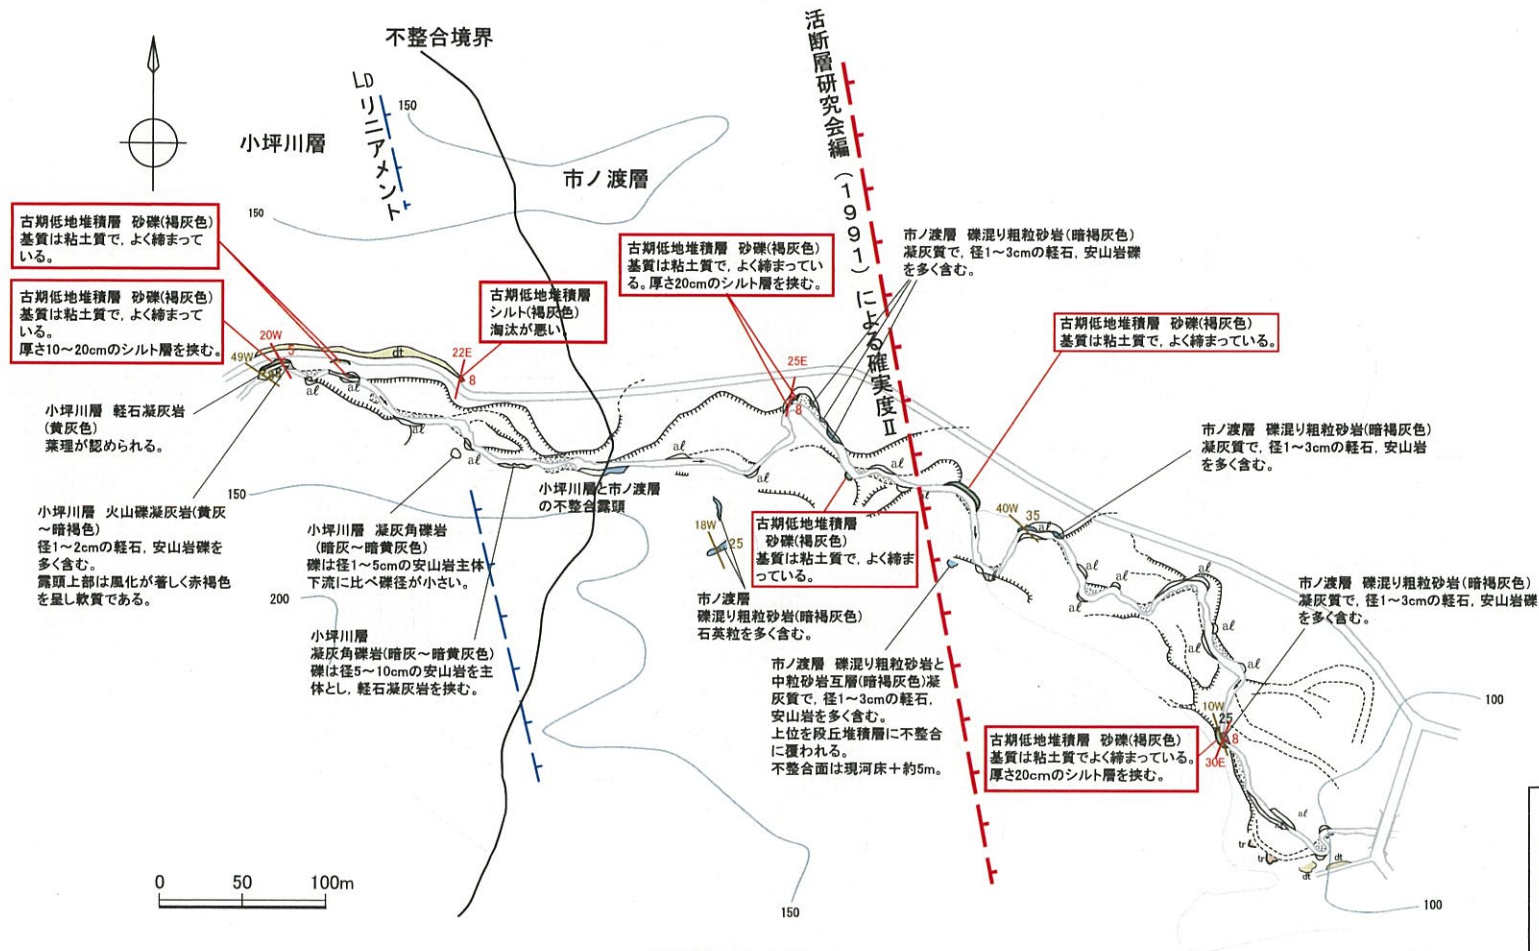 不整合境界
活断層研究会編(1991)による確実度Ⅱ
LDリニアメント
150
小坪川層
市ノ渡層
150
古期低地堆積層 砂礫(褐灰色)
基質は粘土質で, よく締まって
いる。
古期低地堆積層 砂礫(褐灰色)
基質は粘土質で, よく締まって
いる。
厚さ10～20cmのシルト層を挟む。
古期低地堆積層
シルト(褐灰色)
淘汰が悪い
古期低地堆積層 砂礫(褐灰色)
基質は粘土質で, よく締まってい
る。厚さ20cmのシルト層を挟む。
市ノ渡層 礫混り粗粒砂岩(暗褐灰色)
凝灰質で, 径1～3cmの軽石, 安山岩礫
を多く含む。
古期低地堆積層 砂礫(褐灰色)
基質は粘土質で, よく締まっている。
20W
5
49W
dt
22E
8
25E
8
al
al
al
al
al
al
al
al
al
小坪川層 軽石凝灰岩
(黄灰色)
葉理が認められる。
市ノ渡層 礫混り粗粒砂岩(暗褐灰色)
凝灰質で, 径1～3cmの軽石, 安山岩
を多く含む。
小坪川層 火山礫凝灰岩(黄灰
～暗褐色)
径1～2cmの軽石, 安山岩礫を
多く含む。
露頭上部は風化が著しく赤褐色
を呈し軟質である。
150
小坪川層 凝灰角礫岩
(暗灰～暗黄灰色)
礫は径1～5cmの安山岩主体
下流に比べ礫径が小さい。
小坪川層と市ノ渡層
の不整合露頭
18W
25
古期低地堆積層
砂礫(褐灰色)
基質は粘土質で, よく締ま
っている。
40W
35
al
al
al
al
al
al
al
al
200
小坪川層
凝灰角礫岩(暗灰～暗黄灰色)
礫は径5～10cmの安山岩を主
体とし, 軽石凝灰岩を挟む。
市ノ渡層
礫混り粗粒砂岩(暗褐灰色)
石英粒を多く含む。
市ノ渡層 礫混り粗粒砂岩(暗褐灰色)
凝灰質で, 径1～3cmの軽石, 安山岩礫
を多く含む。
市ノ渡層 礫混り粗粒砂岩と
中粒砂岩互層(暗褐灰色)凝
灰質で, 径1～3cmの軽石,
安山岩を多く含む。
上位を段丘堆積層に不整合
に覆われる。
不整合面は現河床＋約5m。
古期低地堆積層 砂礫(褐灰色)
基質は粘土質でよく締まっている。
厚さ20cmのシルト層を挟む。
10W
25
8
30E
100
al
al
tr
tr
dt
dt
0 50 100m
150
100